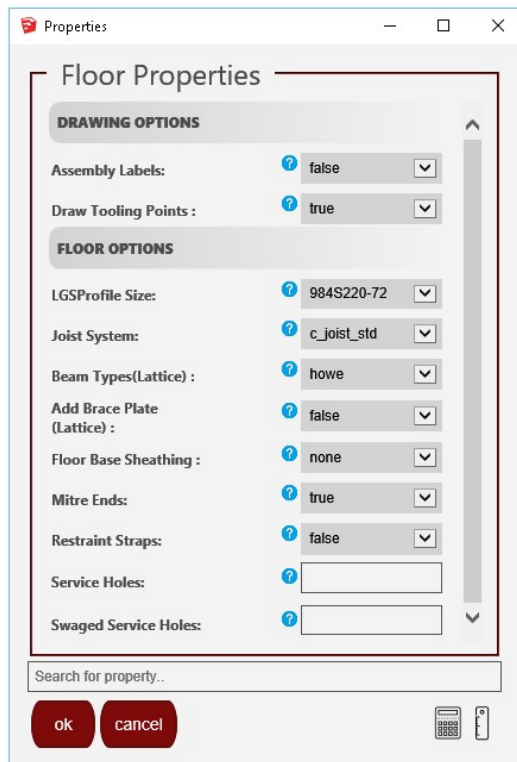 Properties
Floor Properties
DRAWING OPTIONS
Assembly Labels: ? false
Draw Tooling Points : ? true
FLOOR OPTIONS
LGSProfile Size: ? 984S220-72
Joist System: ? c_joist_std
Beam Types(Lattice) : ? howe
Add Brace Plate
(Lattice) : ? false
Floor Base Sheathing : ? none
Mitre Ends: ? true
Restraint Straps: ? false
Service Holes: ?
Swaged Service Holes: ?
Search for property..
ok cancel